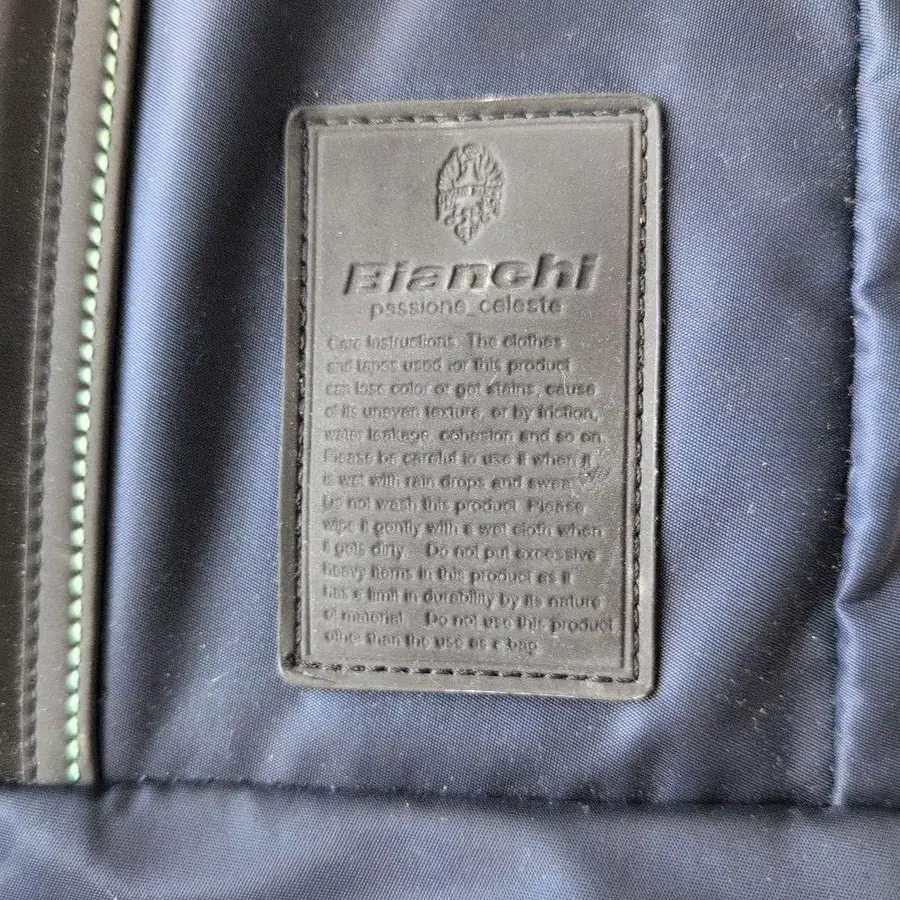 Bianchi
passione_celeste
Care Instructions: The clothes
and tapes used for this product
can lose color or get stains, cause
of its uneven texture, or by friction,
water leakage, cohesion and so on.
Please be careful to use it when it
is wet with rain drops and sweat.
Do not wash this product. Please
wipe it gently with a wet cloth when
it gets dirty. Do not put excessive
heavy items in this product as it
has a limit in durability by its nature
of material. Do not use this product
other than the use as a bag.